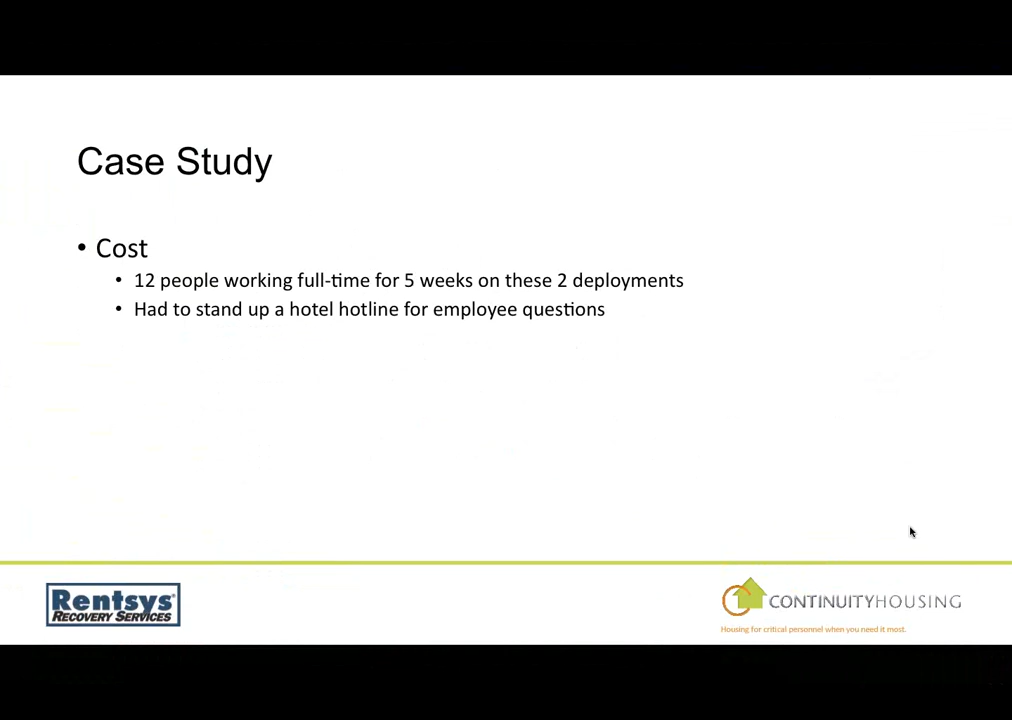 Case Study
• Cost
• 12 people working full-time for 5 weeks on these 2 deployments
• Had to stand up a hotel hotline for employee questions
Rentsys®
RECOVERY SERVICES
CONTINUITYHOUSING
Housing for critical personnel when you need it most.